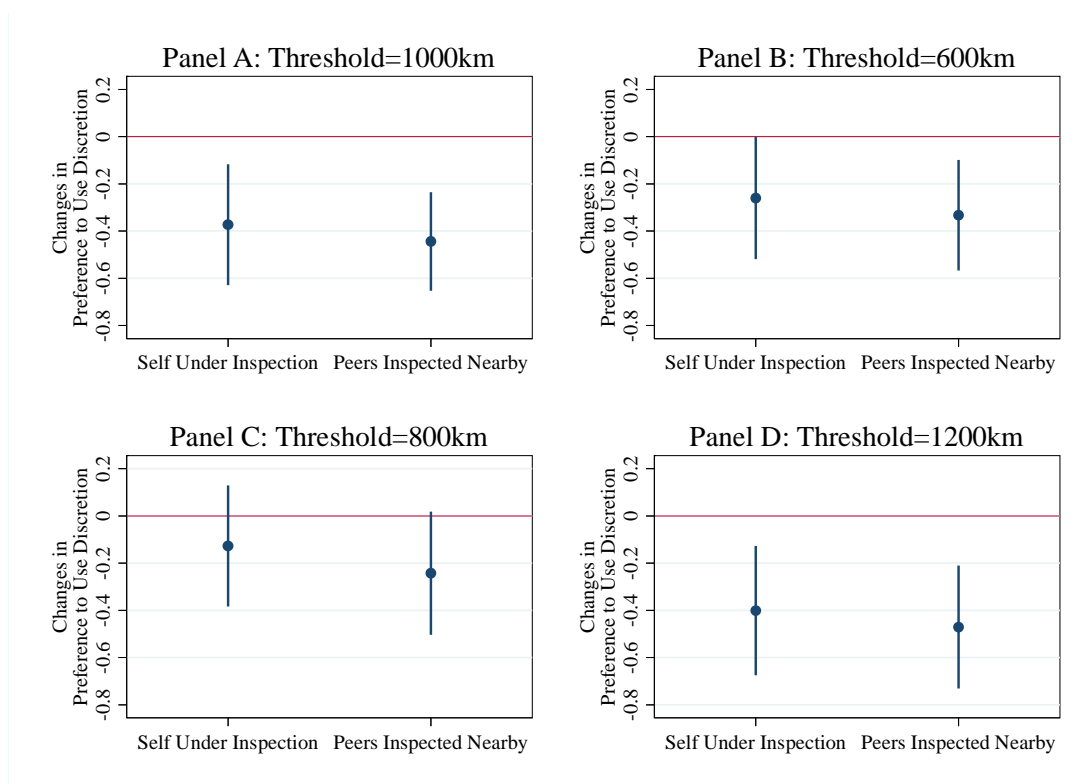 Panel A: Threshold=1000km
Changes in
Preference to Use Discretion
0.2
0
-0.2
-0.4
-0.6
-0.8
Self Under Inspection
Peers Inspected Nearby
Panel B: Threshold=600km
Changes in
Preference to Use Discretion
0.2
0
-0.2
-0.4
-0.6
-0.8
Self Under Inspection
Peers Inspected Nearby
Panel C: Threshold=800km
Changes in
Preference to Use Discretion
0.2
0
-0.2
-0.4
-0.6
-0.8
Self Under Inspection
Peers Inspected Nearby
Panel D: Threshold=1200km
Changes in
Preference to Use Discretion
0.2
0
-0.2
-0.4
-0.6
-0.8
Self Under Inspection
Peers Inspected Nearby